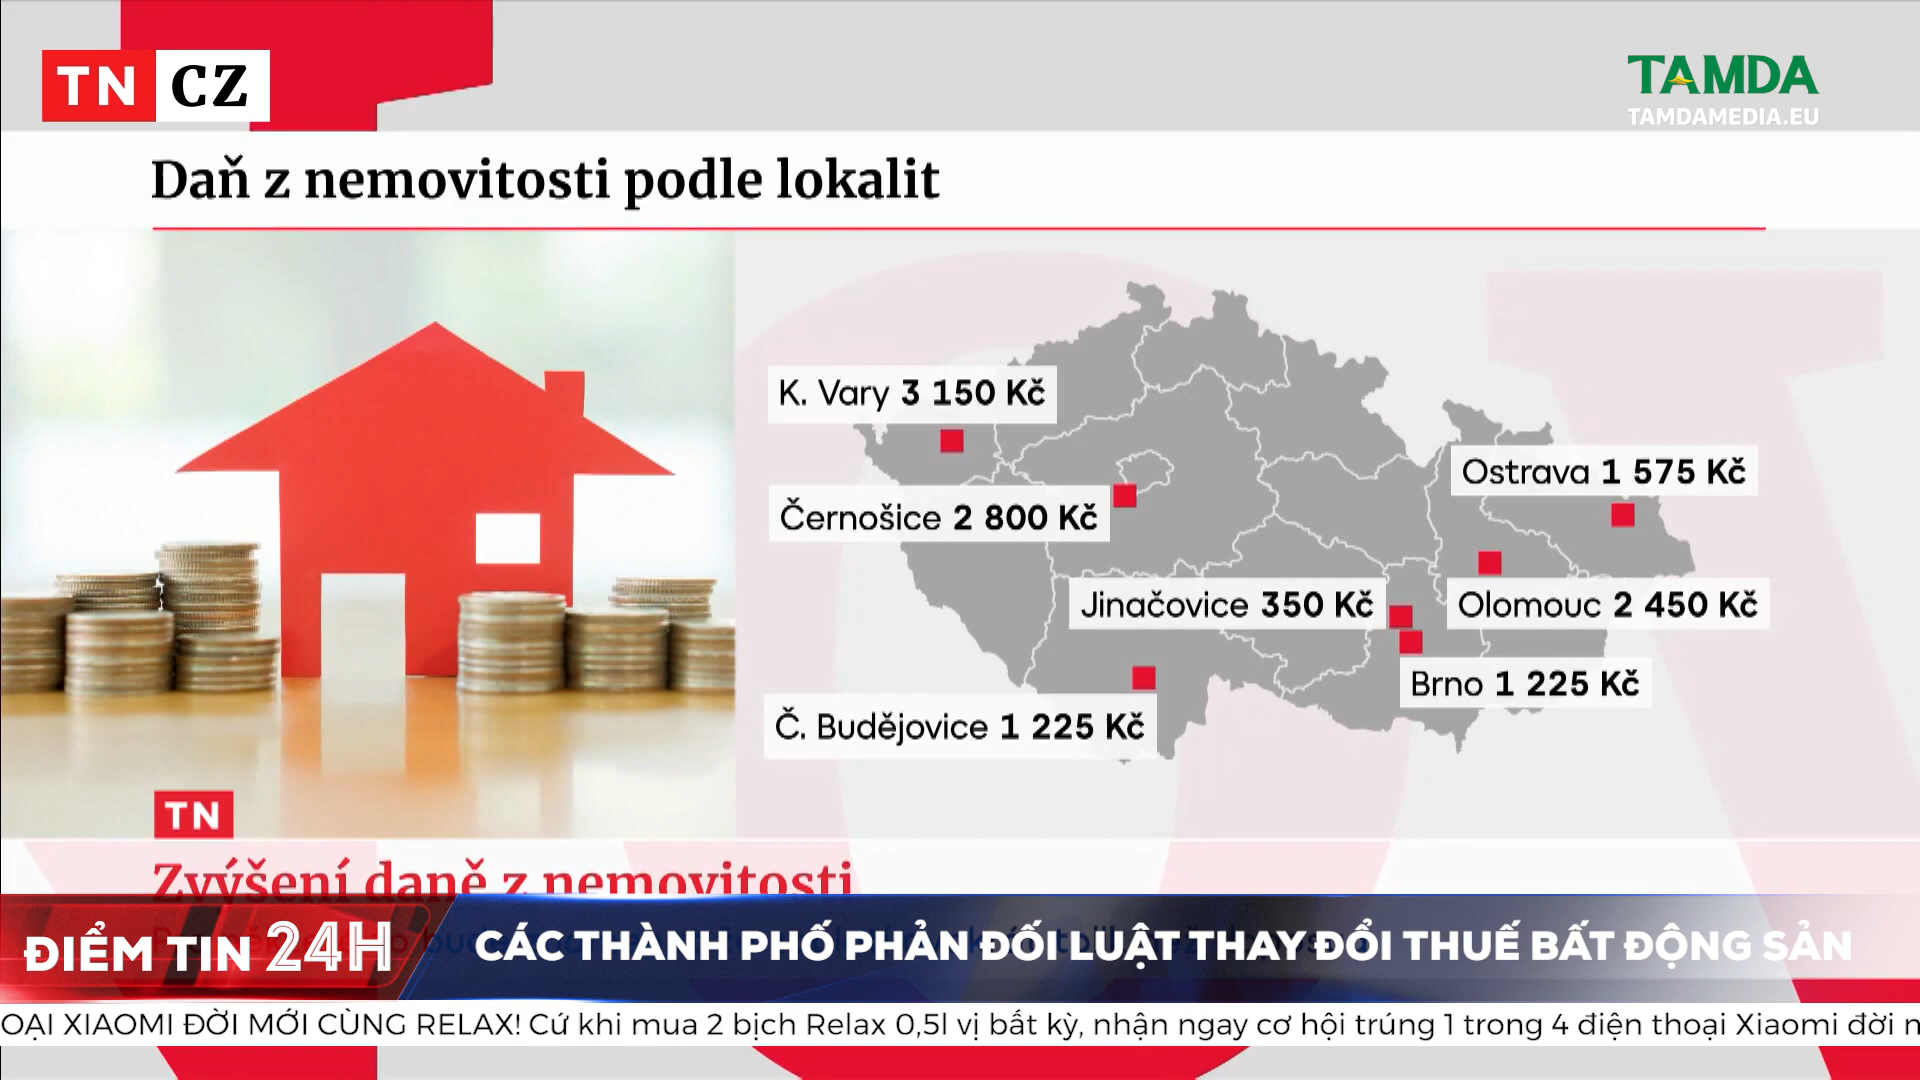 TN CZ
TAMDA
TAMDAMEDIA.EU
Daň z nemovitosti podle lokalit
K. Vary 3 150 Kč
Ostrava 1 575 Kč
Černošice 2 800 Kč
Jinačovice 350 Kč
Olomouc 2 450 Kč
Brno 1 225 Kč
Č. Budějovice 1 225 Kč
TN
Zvýšení daně z nemovitosti
ĐIỂM TIN 24H
CÁC THÀNH PHỐ PHẢN ĐỐI LUẬT THAY ĐỔI THUẾ BẤT ĐỘNG SẢN
OẠI XIAOMI ĐỜI MỚI CÙNG RELAX! Cứ khi mua 2 bịch Relax 0,5l vị bất kỳ, nhận ngay cơ hội trúng 1 trong 4 điện thoại Xiaomi đời